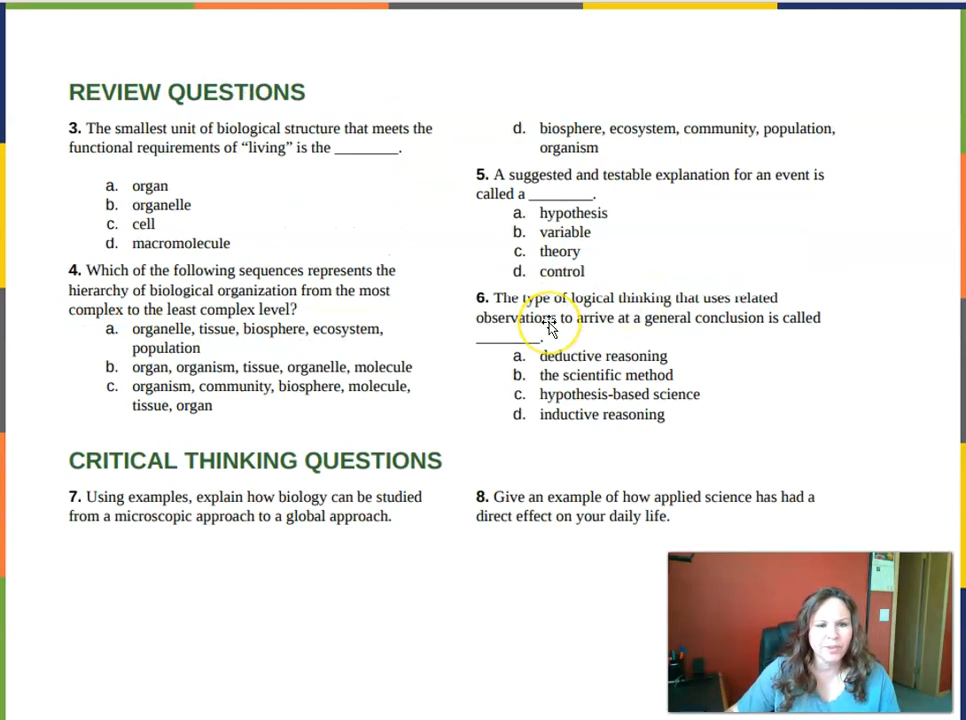 REVIEW QUESTIONS
3. The smallest unit of biological structure that meets the
functional requirements of “living” is the ________.
a. organ
b. organelle
c. cell
d. macromolecule
4. Which of the following sequences represents the
hierarchy of biological organization from the most
complex to the least complex level?
a. organelle, tissue, biosphere, ecosystem,
population
b. organ, organism, tissue, organelle, molecule
c. organism, community, biosphere, molecule,
tissue, organ
d. biosphere, ecosystem, community, population,
organism
5. A suggested and testable explanation for an event is
called a ________.
a. hypothesis
b. variable
c. theory
d. control
6. The type of logical thinking that uses related
observations to arrive at a general conclusion is called
________.
a. deductive reasoning
b. the scientific method
c. hypothesis-based science
d. inductive reasoning
CRITICAL THINKING QUESTIONS
7. Using examples, explain how biology can be studied
from a microscopic approach to a global approach.
8. Give an example of how applied science has had a
direct effect on your daily life.